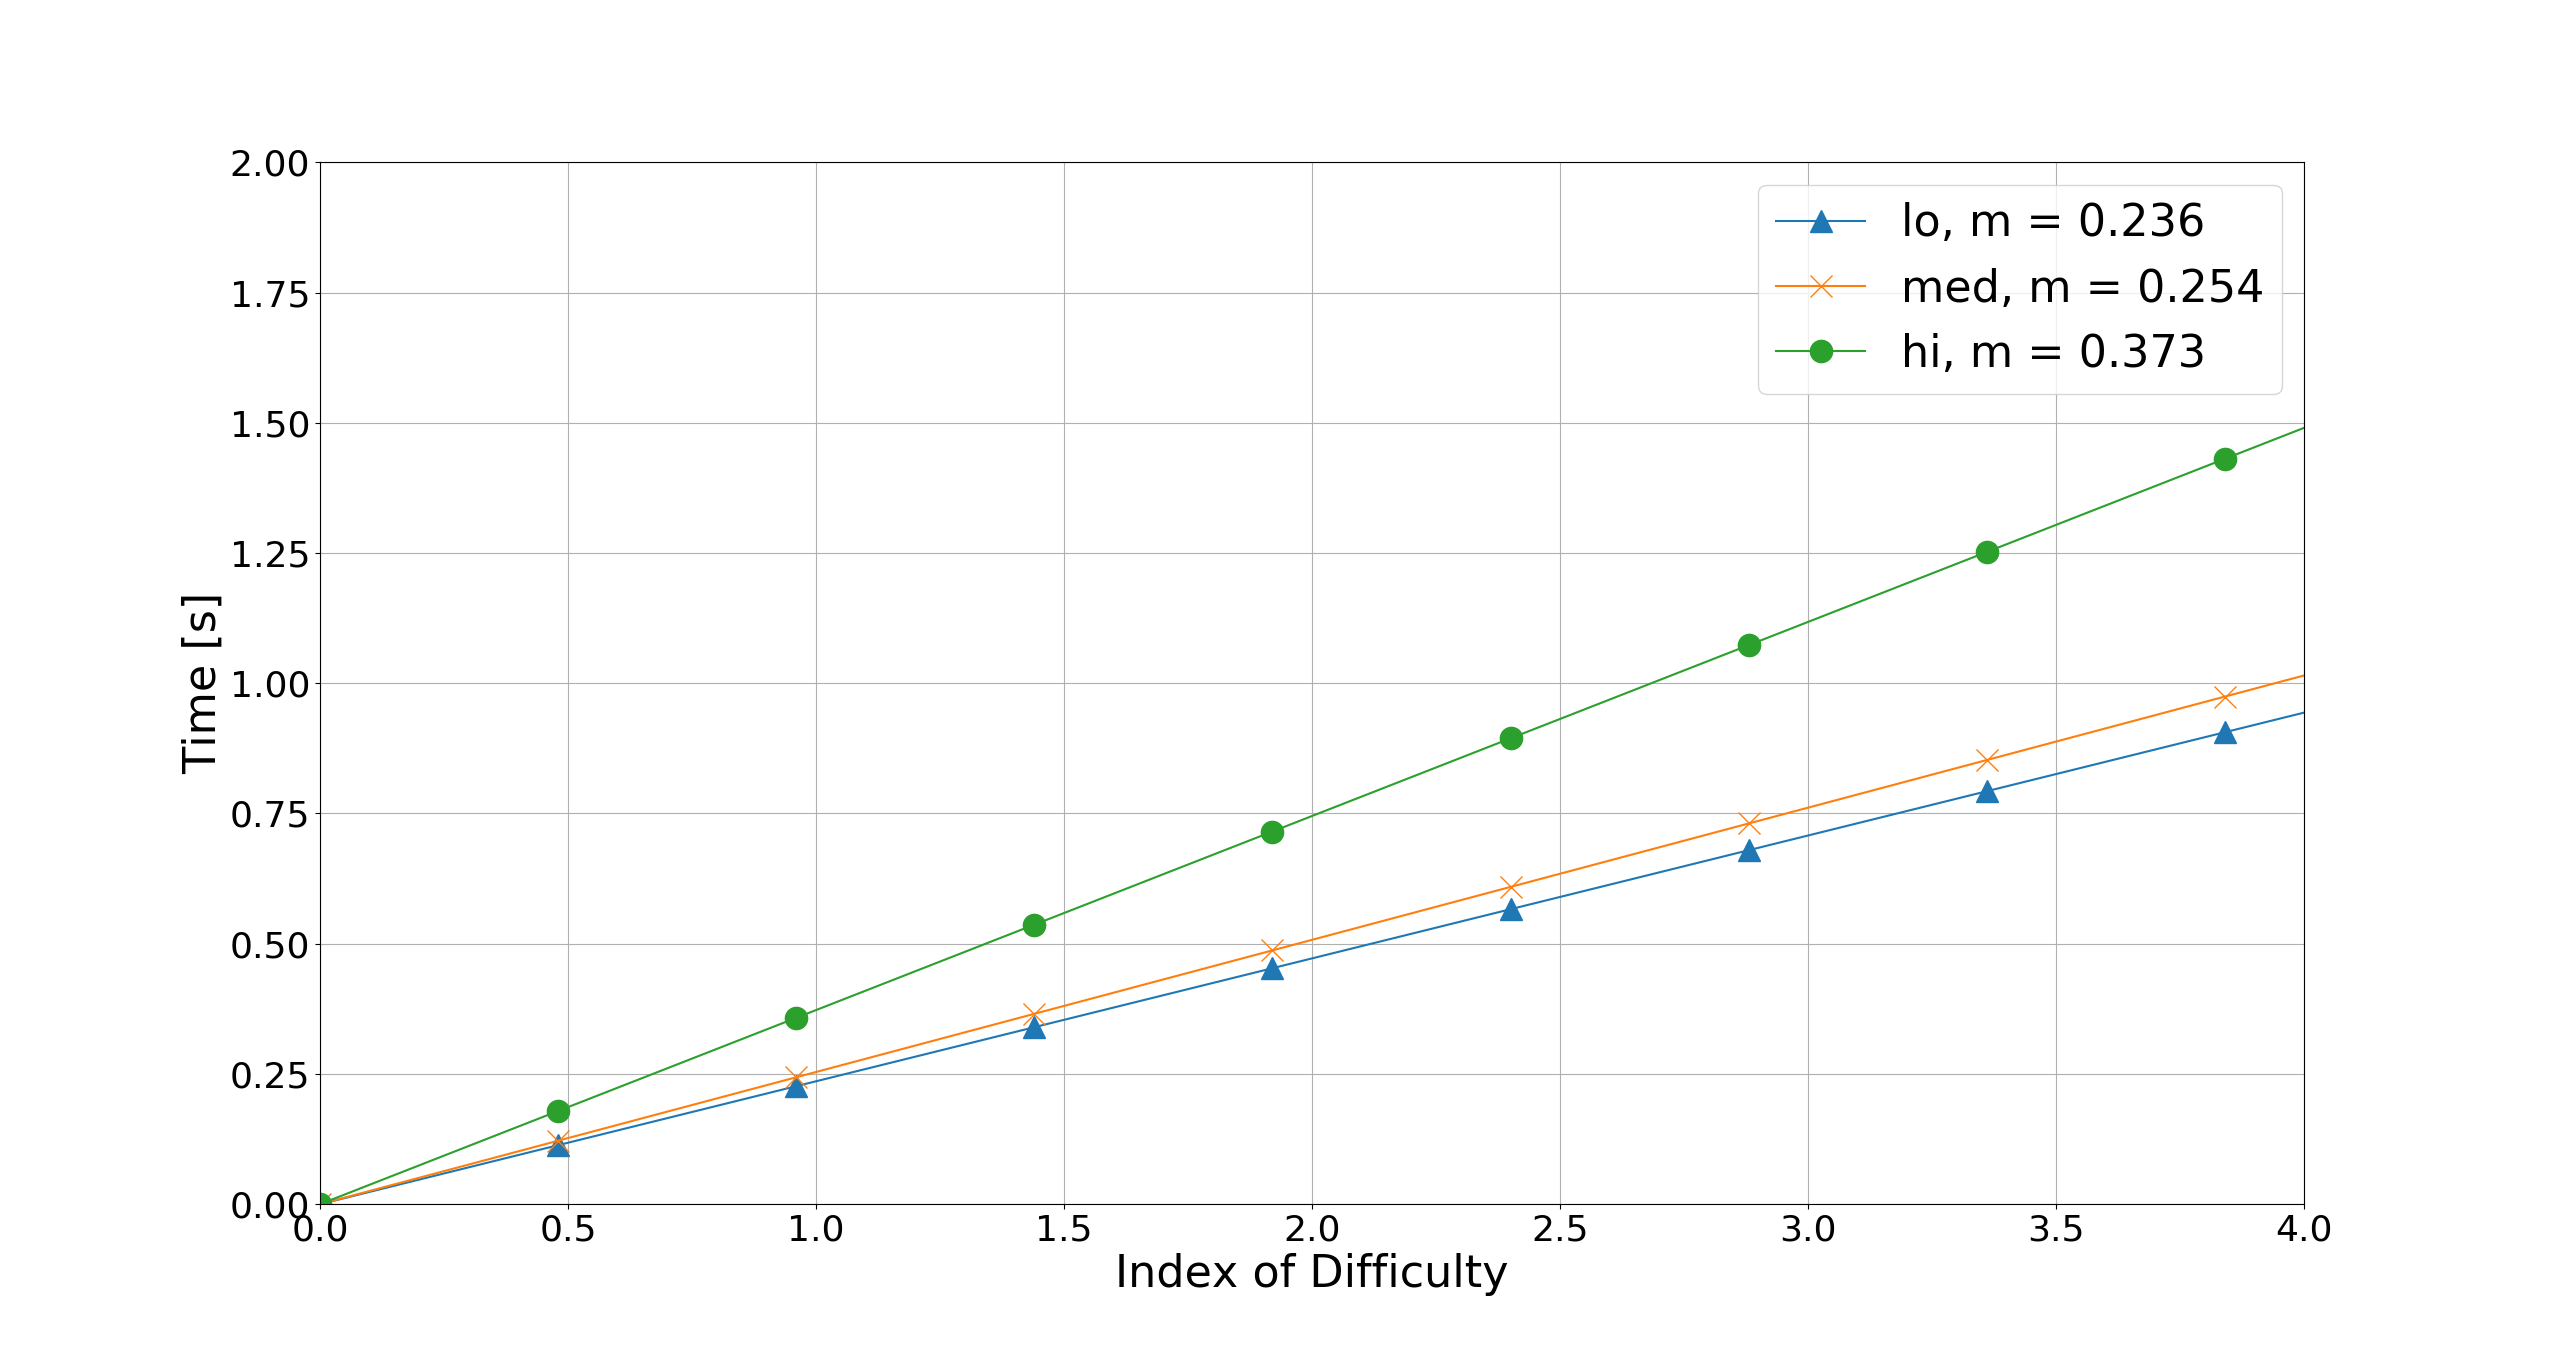 2.00
1.75
1.50
1.25
1.00
0.75
0.50
0.25
0.00
Time [s]
lo, m = 0.236
med, m = 0.254
hi, m = 0.373
0.0 0.5 1.0 1.5 2.0 2.5 3.0 3.5 4.0
Index of Difficulty